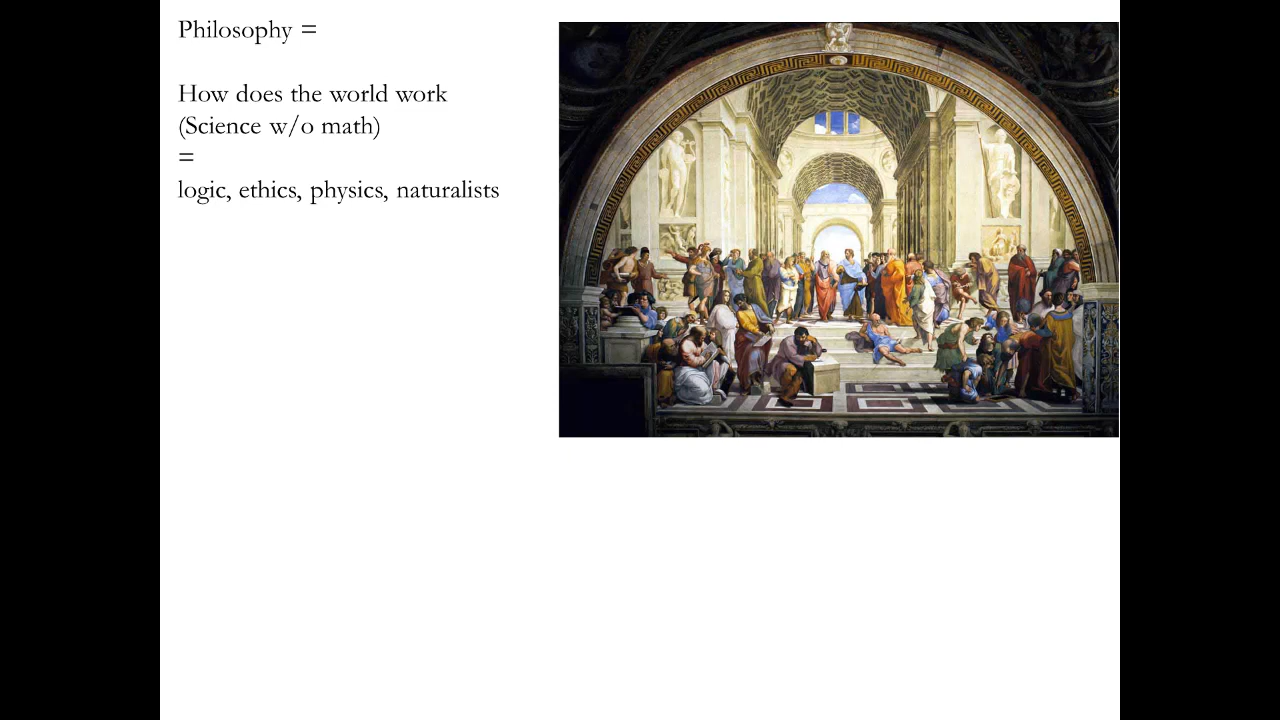 Philosophy =
How does the world work
(Science w/o math)
=
logic, ethics, physics, naturalists